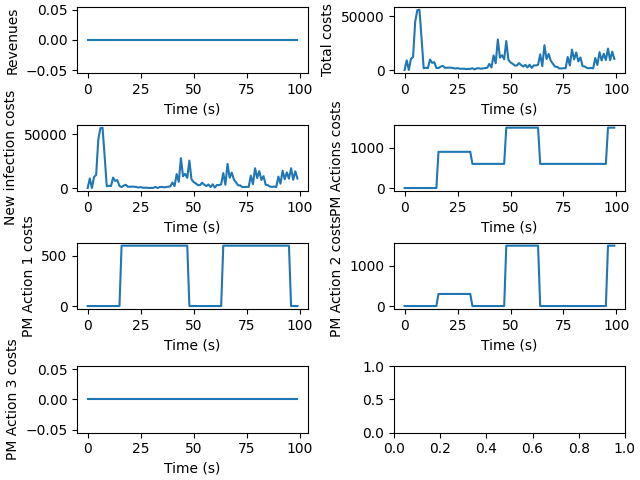 Revenues
0.05
0.00
−0.05
0 25 50 75 100
Time (s)
Total costs
50000
0
0 25 50 75 100
Time (s)
New infection costs
50000
0
0 25 50 75 100
Time (s)
PM Actions costs
1000
0
0 25 50 75 100
Time (s)
PM Action 1 costs
500
0
0 25 50 75 100
Time (s)
PM Action 2 costs
1000
0
0 25 50 75 100
Time (s)
PM Action 3 costs
0.05
0.00
−0.05
0 25 50 75 100
Time (s)
1.0
0.5
0.0
0.0 0.2 0.4 0.6 0.8 1.0